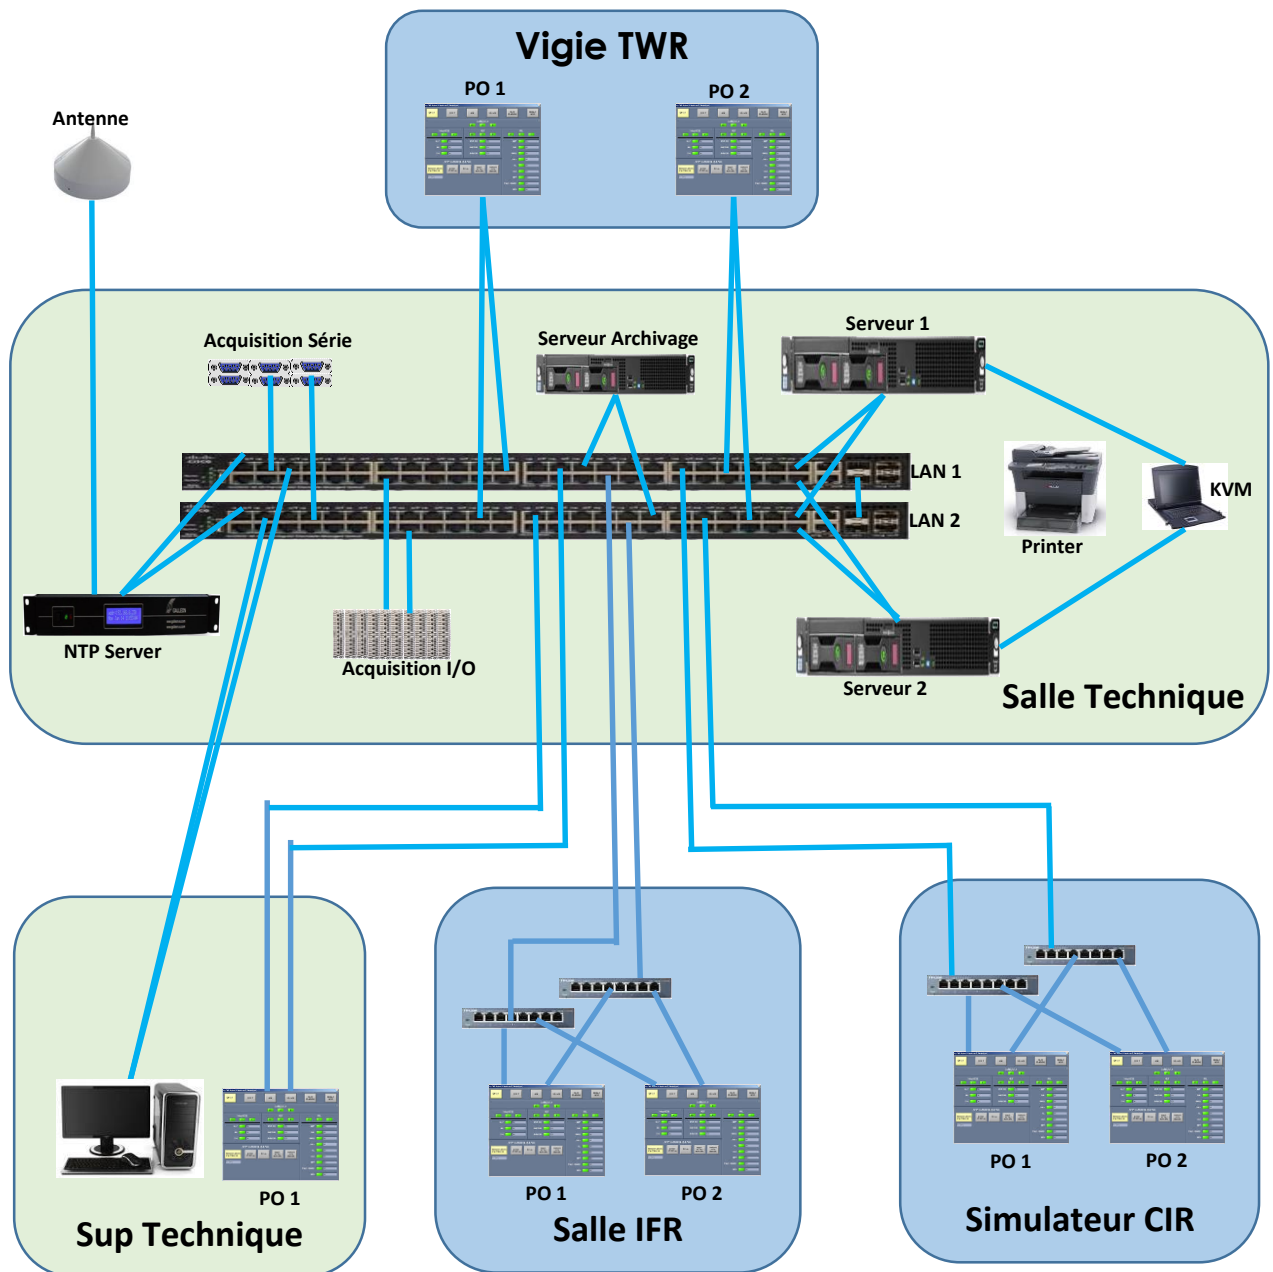 Vigie TWR
PO 1
PO 2
Antenne
Acquisition Série
Serveur Archivage
Serveur 1
LAN 1
LAN 2
KVM
Printer
NTP Server
Acquisition I/O
Serveur 2
Salle Technique
PO 1
Sup Technique
PO 1
PO 2
Salle IFR
PO 1
PO 2
Simulateur CIR